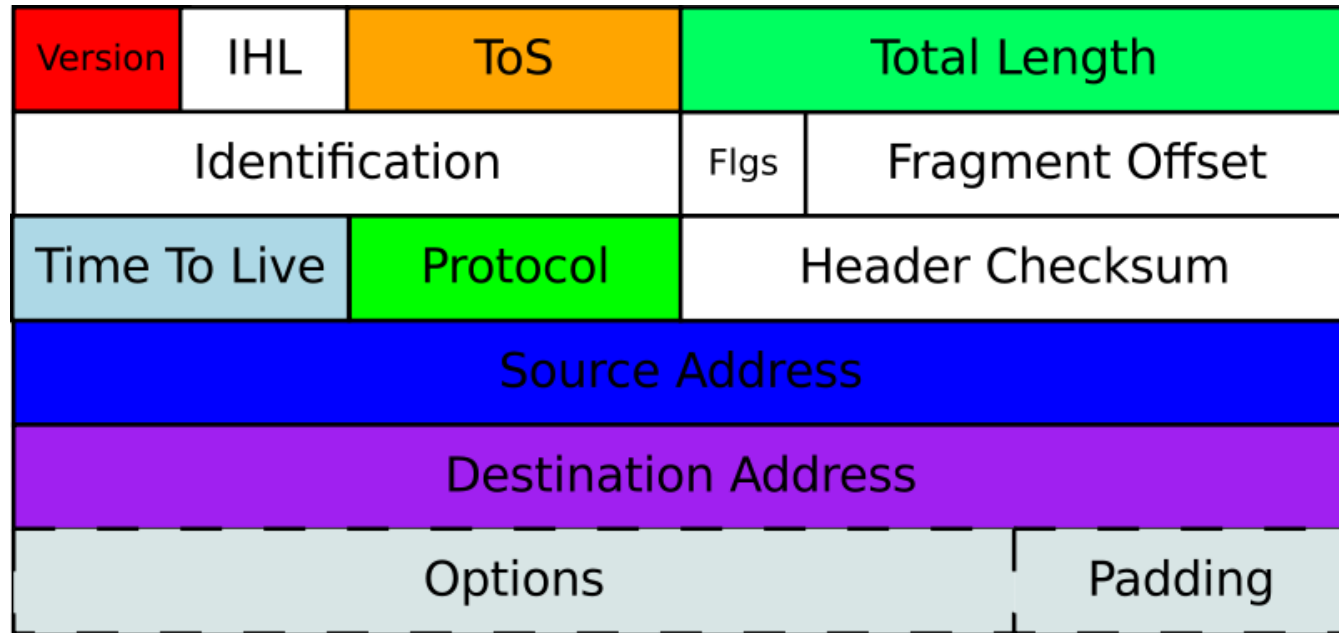 Version IHL ToS Total Length
Identification Flgs Fragment Offset
Time To Live Protocol Header Checksum
Source Address
Destination Address
Options Padding